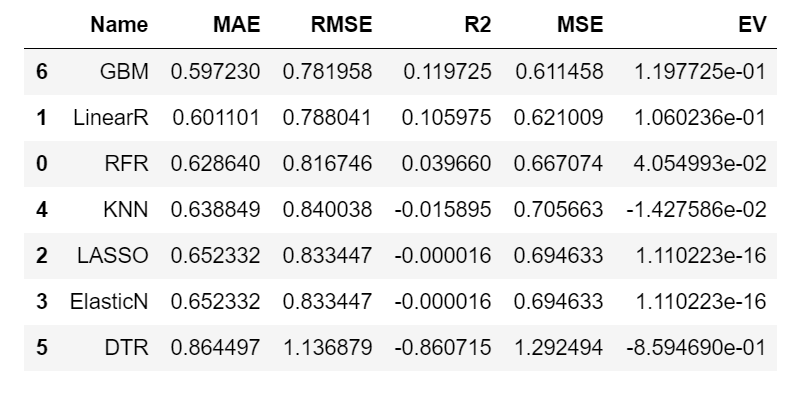 Name MAE RMSE R2 MSE EV
6 GBM 0.597230 0.781958 0.119725 0.611458 1.197725e-01
1 LinearR 0.601101 0.788041 0.105975 0.621009 1.060236e-01
0 RFR 0.628640 0.816746 0.039660 0.667074 4.054993e-02
4 KNN 0.638849 0.840038 -0.015895 0.705663 -1.427586e-02
2 LASSO 0.652332 0.833447 -0.000016 0.694633 1.110223e-16
3 ElasticN 0.652332 0.833447 -0.000016 0.694633 1.110223e-16
5 DTR 0.864497 1.136879 -0.860715 1.292494 -8.594690e-01